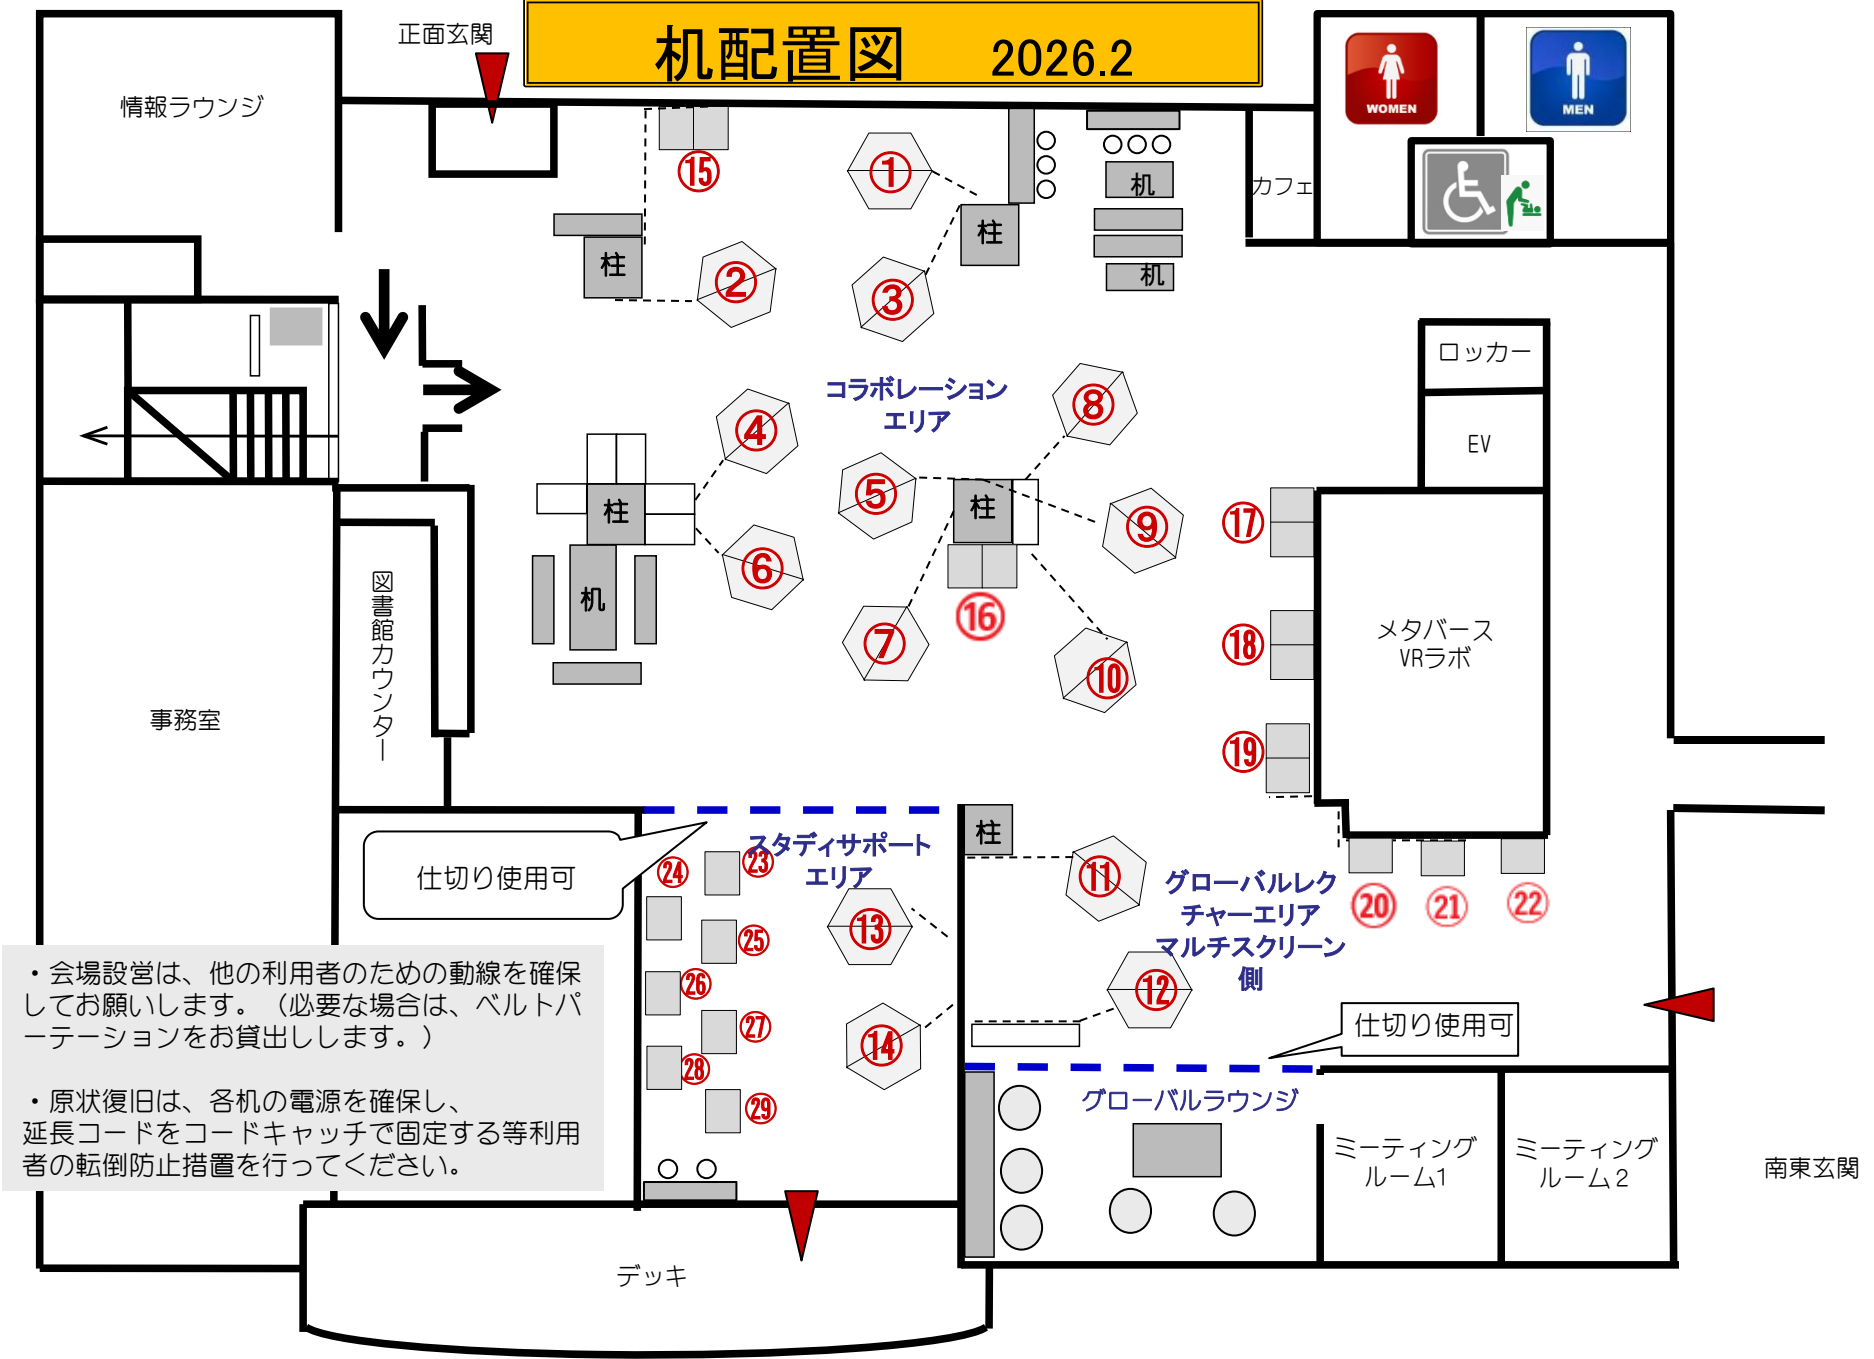 机配置図 2026.2
正面玄関
情報ラウンジ
WOMEN
MEN
カフェ
⑮
①
机
柱
柱
②
③
机
ロッカー
コラボレーション
エリア
EV
④
⑧
⑤
柱
柱
⑨
⑰
⑥
机
⑯
⑦
⑩
⑱
⑲
図書館カウンター
メタバース
VRラボ
事務室
柱
スタディサポート
エリア
仕切り使用可
㉔
㉓
⑪
グローバルレク
チャーエリア
マルチスクリーン
側
⑳
㉑
㉒
⑬
㉕
㉖
⑫
㉗
⑭
㉘
㉙
仕切り使用可
・会場設営は、他の利用者のための動線を確保
してお願いします。（必要な場合は、ベルトパ
ーテーションをお貸出しします。）
・原状復旧は、各机の電源を確保し、
延長コードをコードキャッチで固定する等利用
者の転倒防止措置を行ってください。
グローバルラウンジ
ミーティング
ルーム1
ミーティング
ルーム２
南東玄関
デッキ